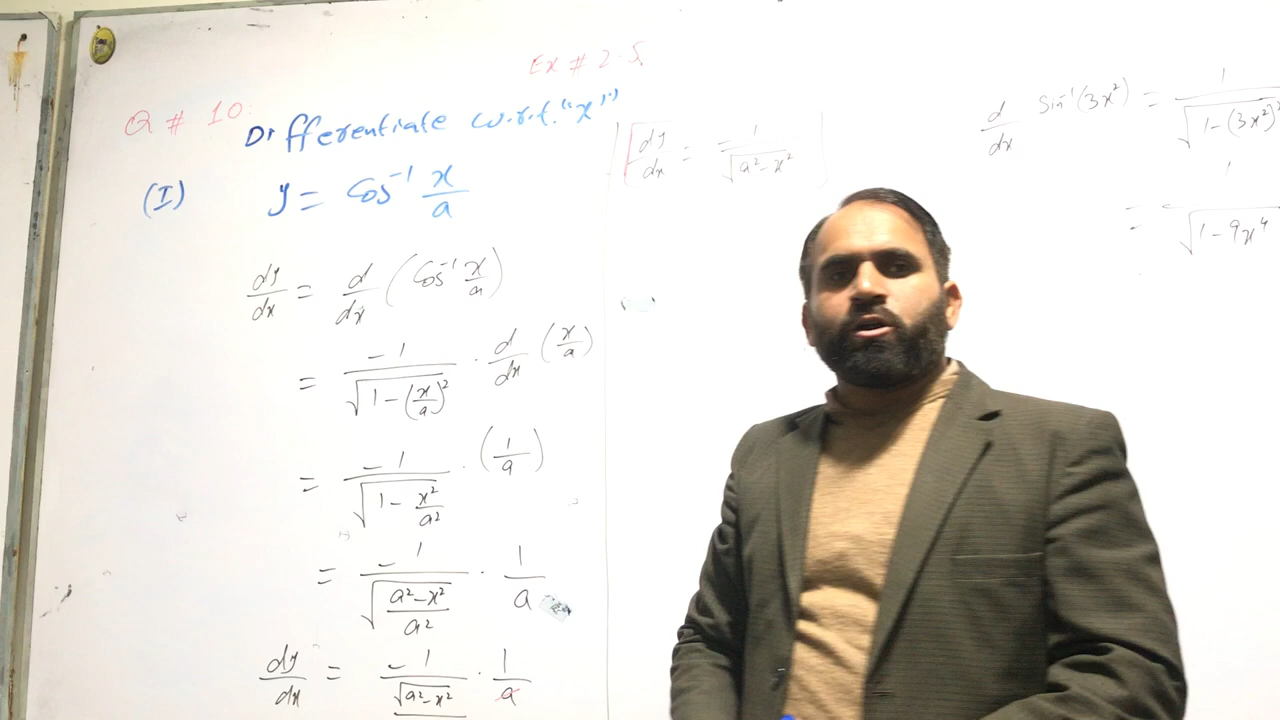 Ex # 2.5
Q # 10:
Differentiate w.r.t. "x"
(I) y = Cos⁻¹ x/a
dy/dx = d/dx (Cos⁻¹ x/a)
= -1/√(1-(x/a)²) · d/dx (x/a)
= -1/√(1-x²/a²) · (1/a)
= -1/√((a²-x²)/a²) · 1/a
dy/dx = -1/√(a²-x²) · 1/a
dy/dx = -1/√(a²-x²)
d/dx Sin⁻¹(3x²) = 1/√(1-(3x²)²
= 1/√(1-9x⁴